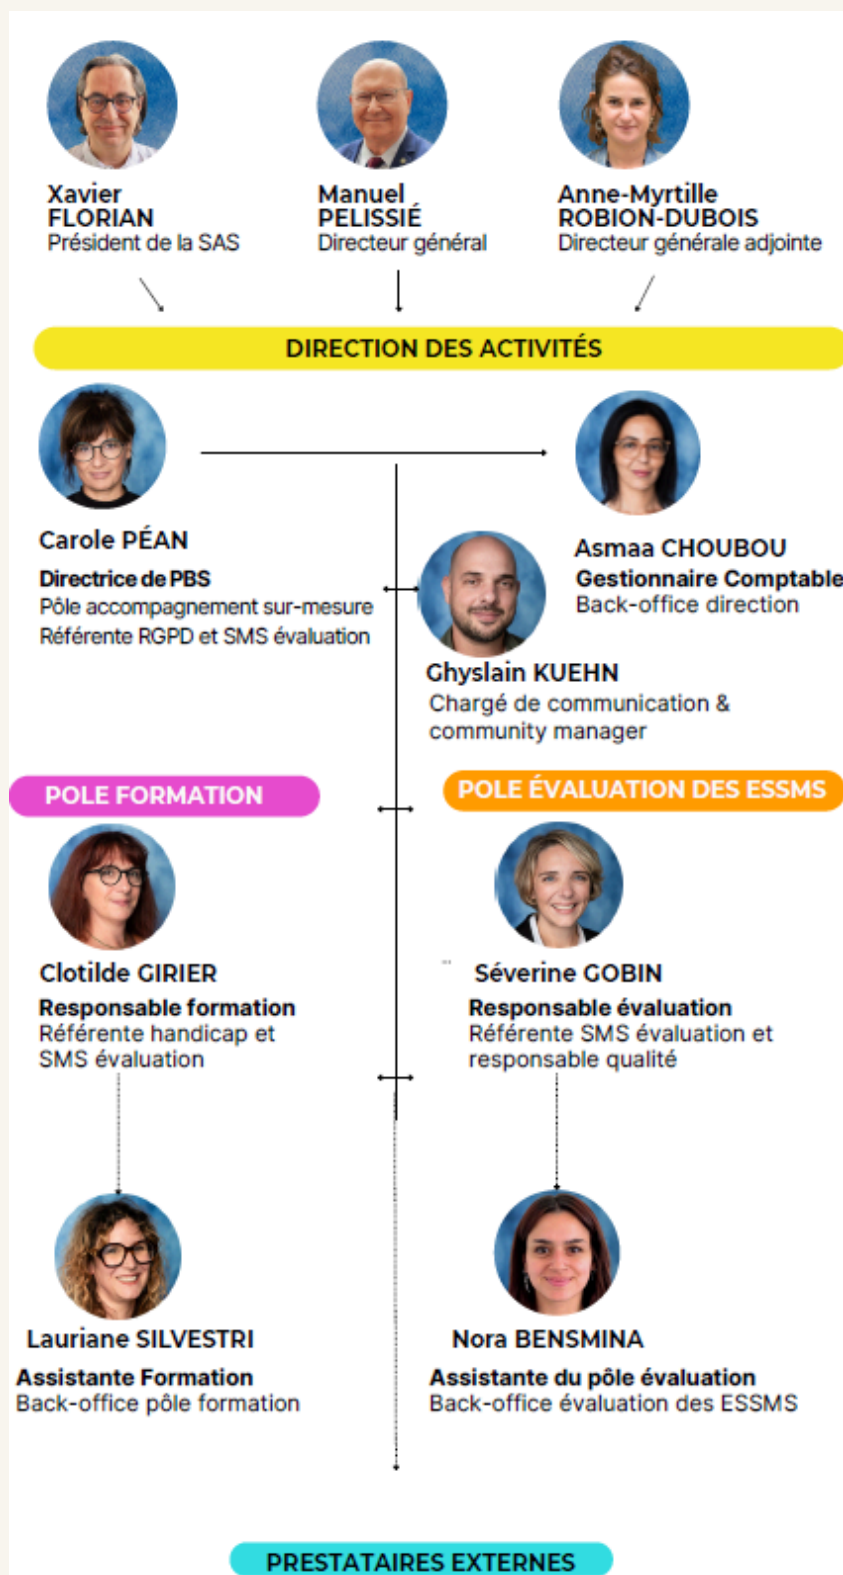 Xavier
FLORIAN
Président de la SAS
Manuel
PELISSIÉ
Directeur général
Anne-Myrtille
ROBION-DUBOIS
Directeur générale adjointe
DIRECTION DES ACTIVITÉS
Carole PÉAN
Directrice de PBS
Pôle accompagnement sur-mesure
Référente RGPD et SMS évaluation
Asmaa CHOUBOU
Gestionnaire Comptable
Back-office direction
Ghyslain KUEHN
Chargé de communication &
community manager
POLE FORMATION
POLE ÉVALUATION DES ESSMS
Clotilde GIRIER
Responsable formation
Référente handicap et
SMS évaluation
Séverine GOBIN
Responsable évaluation
Référente SMS évaluation et
responsable qualité
Lauriane SILVESTRI
Assistante Formation
Back-office pôle formation
Nora BENSMINA
Assistante du pôle évaluation
Back-office évaluation des ESSMS
PRESTATAIRES EXTERNES